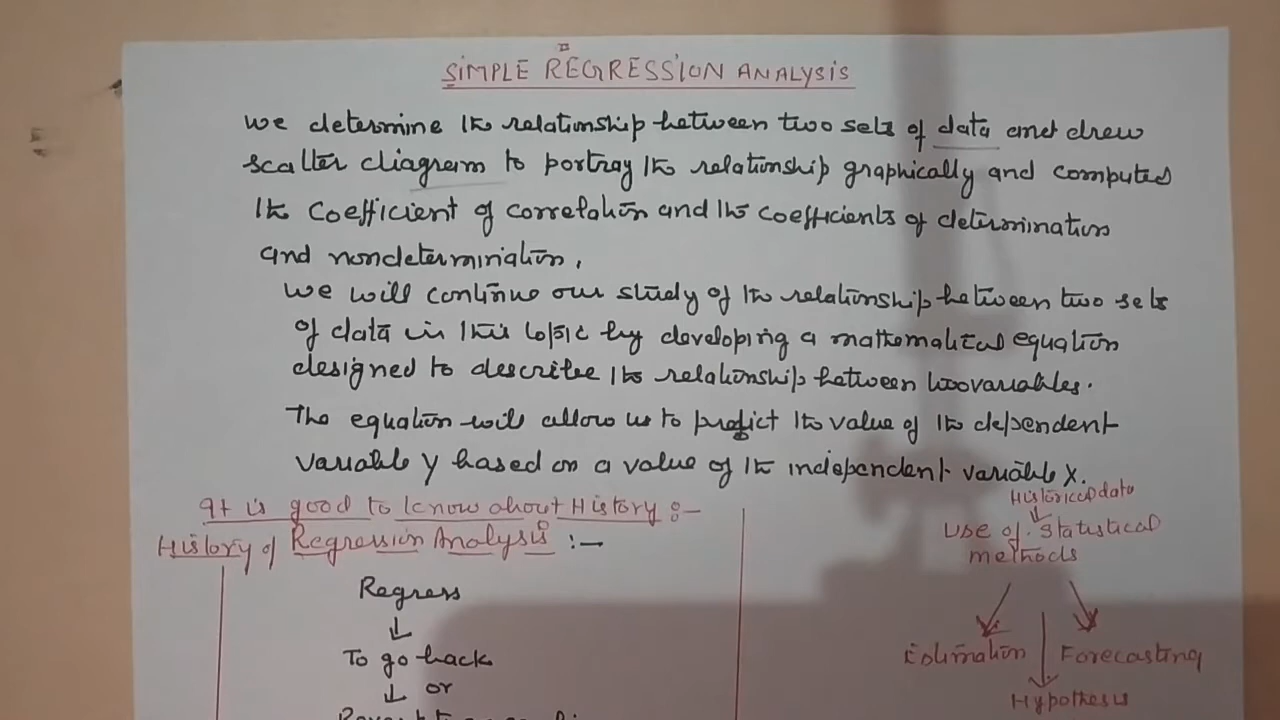 SIMPLE REGRESSION ANALYSIS
we determine the relationship between two sets of data and drew
scatter diagram to portray the relationship graphically and computed
the coefficient of correlation and the coefficients of determination
and nondetermination.
we will continue our study of the relationship between two sets
of data in this topic by developing a mathematical equation
designed to describe the relationship between two variables.
The equation will allow us to predict the value of the dependent
variable Y based on a value of the independent variable X.
It is good to know about History :-
History of Regression Analysis :-
Regress
↓
To go back
↓ or
Historical data
↓
use of statistical
methods
Estimation
Forecasting
Hypothesis